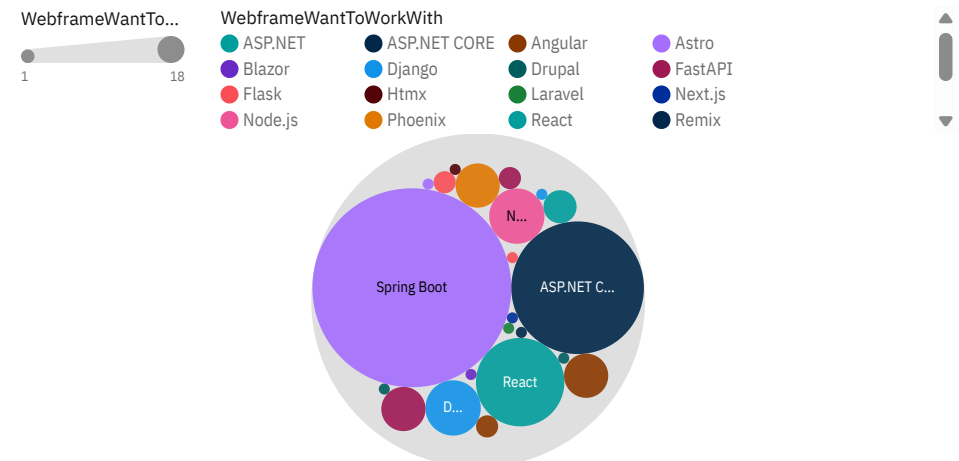 WebframeWantTo...
1 18
WebframeWantToWorkWith
ASP.NET ASP.NET CORE Angular Astro
Blazor Django Drupal FastAPI
Flask Htmx Laravel Next.js
Node.js Phoenix React Remix
N...
Spring Boot
ASP.NET C...
React
D...